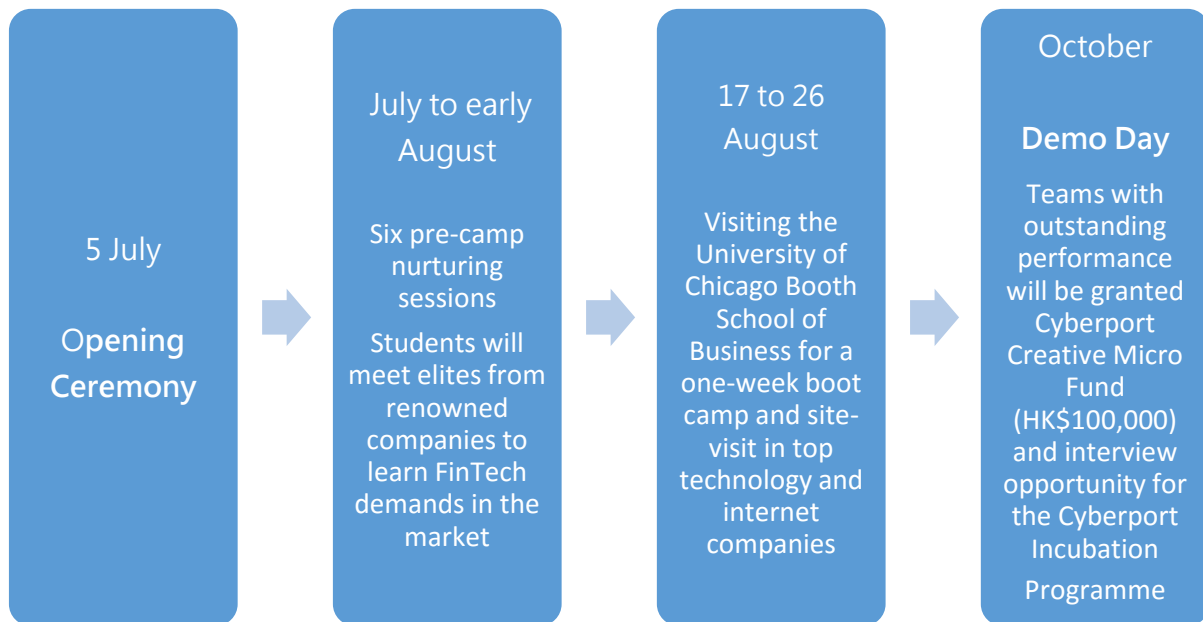 5 July
Opening
Ceremony
July to early
August
Six pre-camp
nurturing
sessions
Students will
meet elites from
renowned
companies to
learn FinTech
demands in the
market
17 to 26
August
Visiting the
University of
Chicago Booth
School of
Business for a
one-week boot
camp and site-
visit in top
technology and
internet
companies
October
Demo Day
Teams with
outstanding
performance
will be granted
Cyberport
Creative Micro
Fund
(HK$100,000)
and interview
opportunity for
the Cyberport
Incubation
Programme